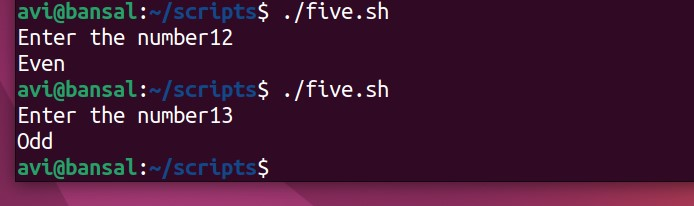 avi@bansal:~/scripts$ ./five.sh
Enter the number12
Even
avi@bansal:~/scripts$ ./five.sh
Enter the number13
Odd
avi@bansal:~/scripts$